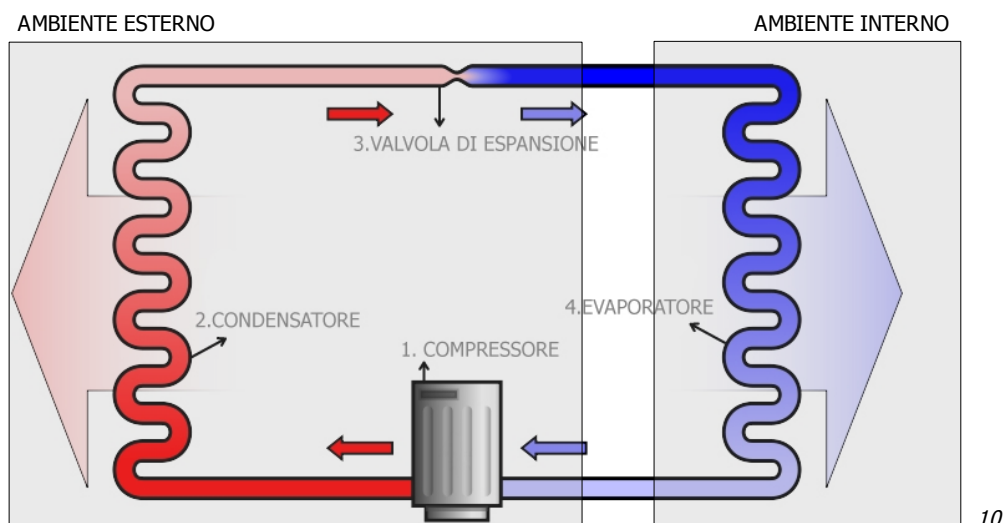 AMBIENTE ESTERNO
AMBIENTE INTERNO
3.VALVOLA DI ESPANSIONE
2.CONDENSATORE
4.EVAPORATORE
1. COMPRESSORE
10